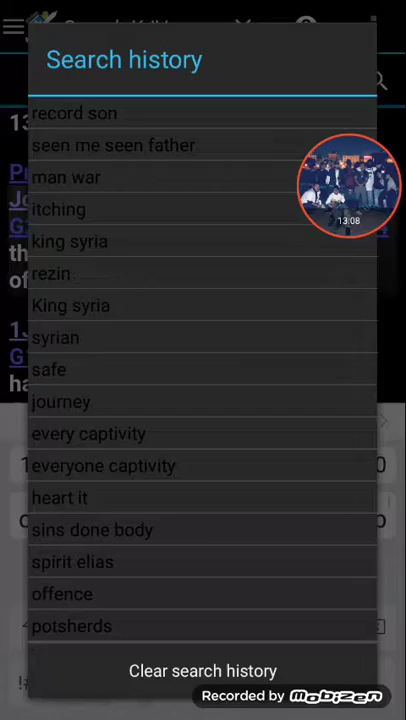 Search history
record son
seen me seen father
man war
itching
13:08
king syria
rezin
King syria
syrian
safe
journey
every captivity
everyone captivity
heart it
sins done body
spirit elias
offence
potsherds
Clear search history
Recorded by MOBIZEN